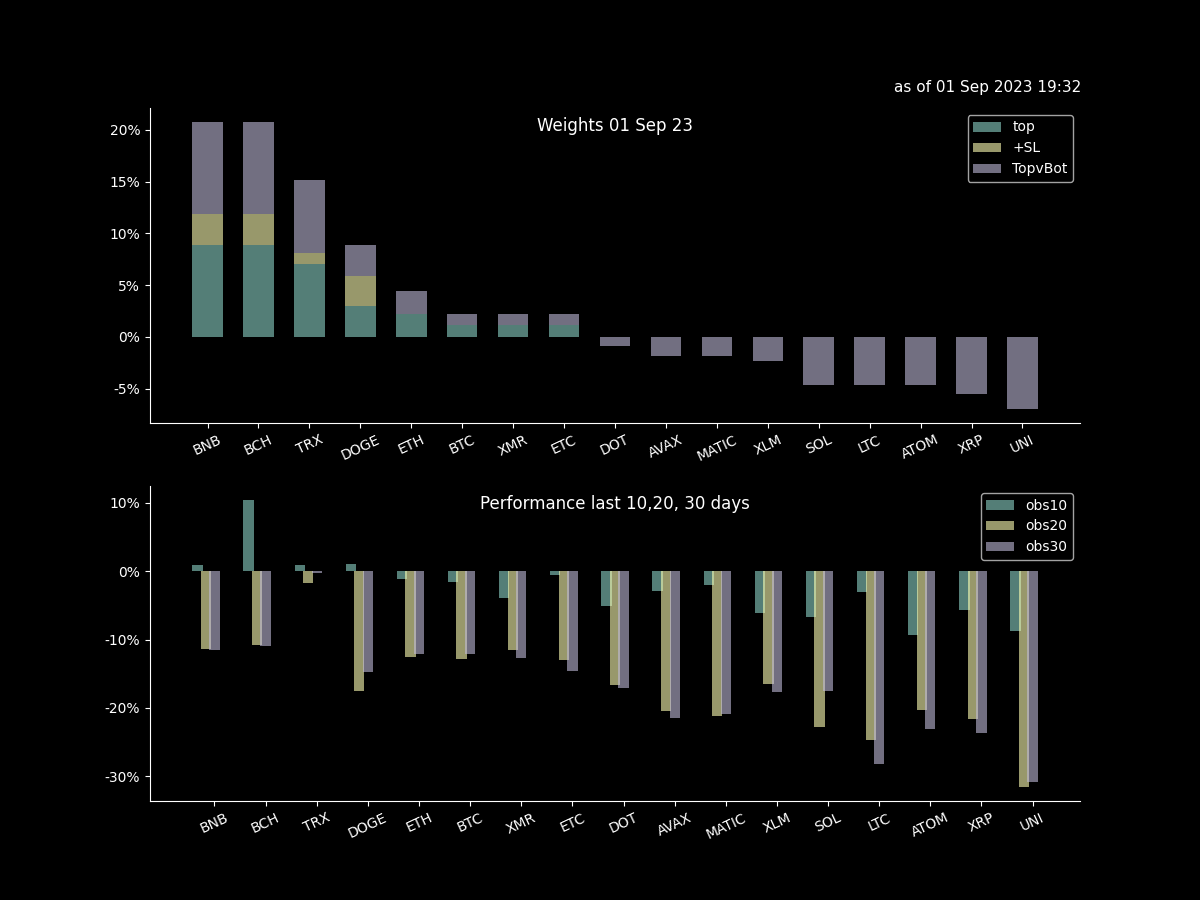 as of 01 Sep 2023 19:32
Weights 01 Sep 23
top
+SL
TopvBot
20%
15%
10%
5%
0%
-5%
BNB BCH TRX DOGE ETH BTC XMR ETC DOT AVAX MATIC XLM SOL LTC ATOM XRP UNI
Performance last 10,20, 30 days
obs10
obs20
obs30
10%
0%
-10%
-20%
-30%
BNB BCH TRX DOGE ETH BTC XMR ETC DOT AVAX MATIC XLM SOL LTC ATOM XRP UNI